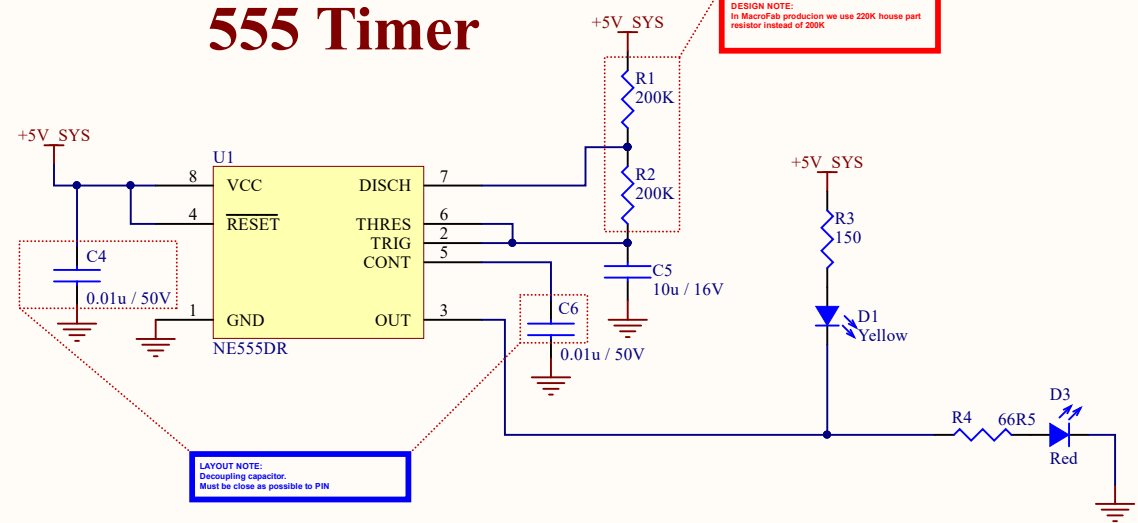 555 Timer
DESIGN NOTE:
In MacroFab producion we use 220K house part
resistor instead of 200K
+5V_SYS
R1
200K
R2
200K
+5V_SYS
U1
8 VCC
4 RESET
1 GND
DISCH 7
THRES 6
TRIG 2
CONT 5
OUT 3
NE555DR
C4
0.01u / 50V
C5
10u / 16V
C6
0.01u / 50V
+5V_SYS
R3
150
D1
Yellow
R4 66R5
D3
Red
LAYOUT NOTE:
Decoupling capacitor.
Must be close as possible to PIN